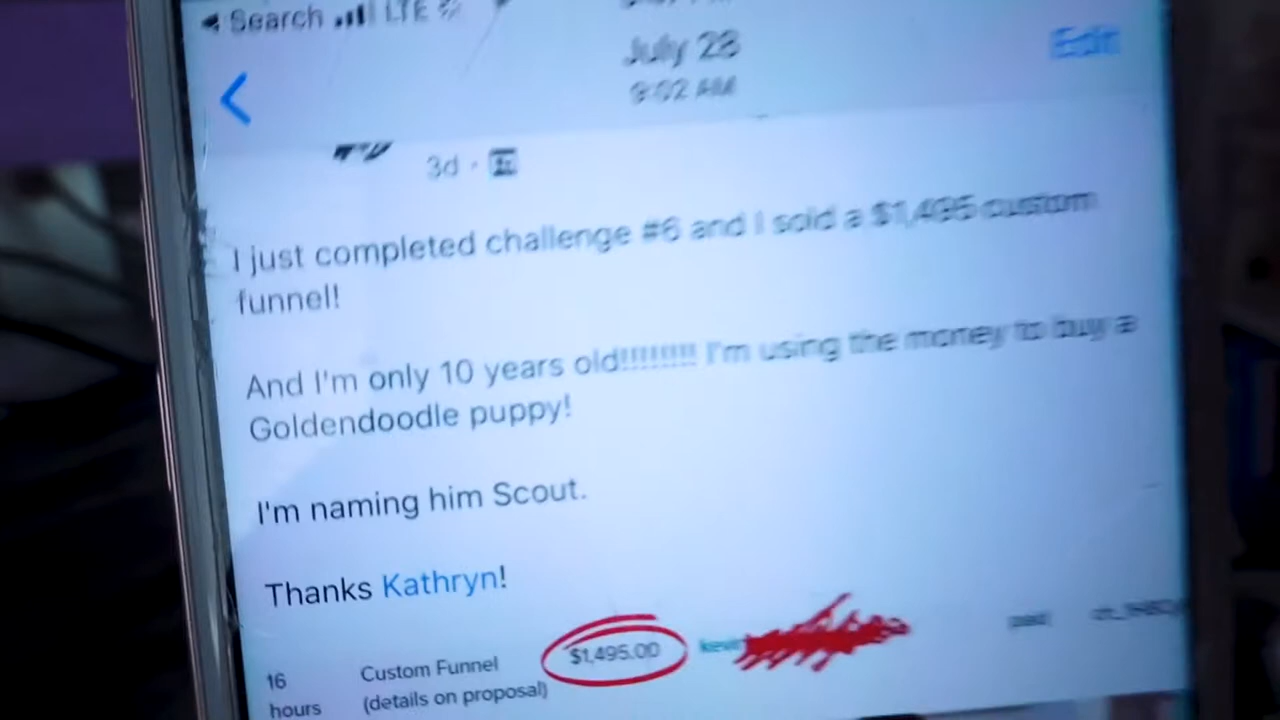 Search LTE
July 28
Edit
9:02 AM
3d ·
I just completed challenge #6 and I sold a $1,495 custom
funnel!
And I'm only 10 years old!!!!!!!!! I'm using the money to buy a
Goldendoodle puppy!
I'm naming him Scout.
Thanks Kathryn!
16 Custom Funnel $1,495.00 paid
hours (details on proposal)